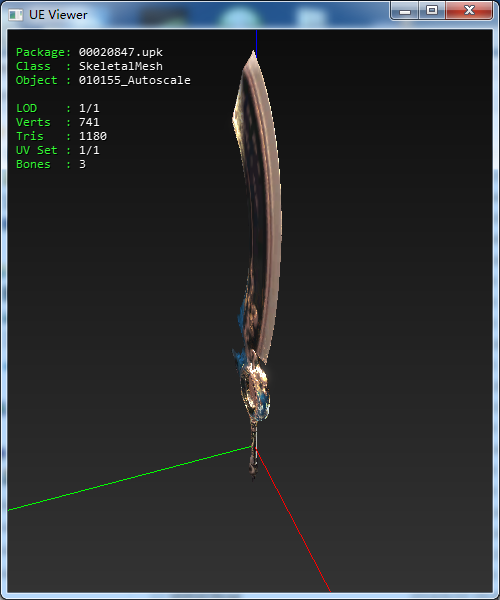 UE Viewer
Package: 00020847.upk
Class : SkeletalMesh
Object : 010155_Autoscale
LOD : 1/1
Verts : 741
Tris : 1180
UV Set : 1/1
Bones : 3